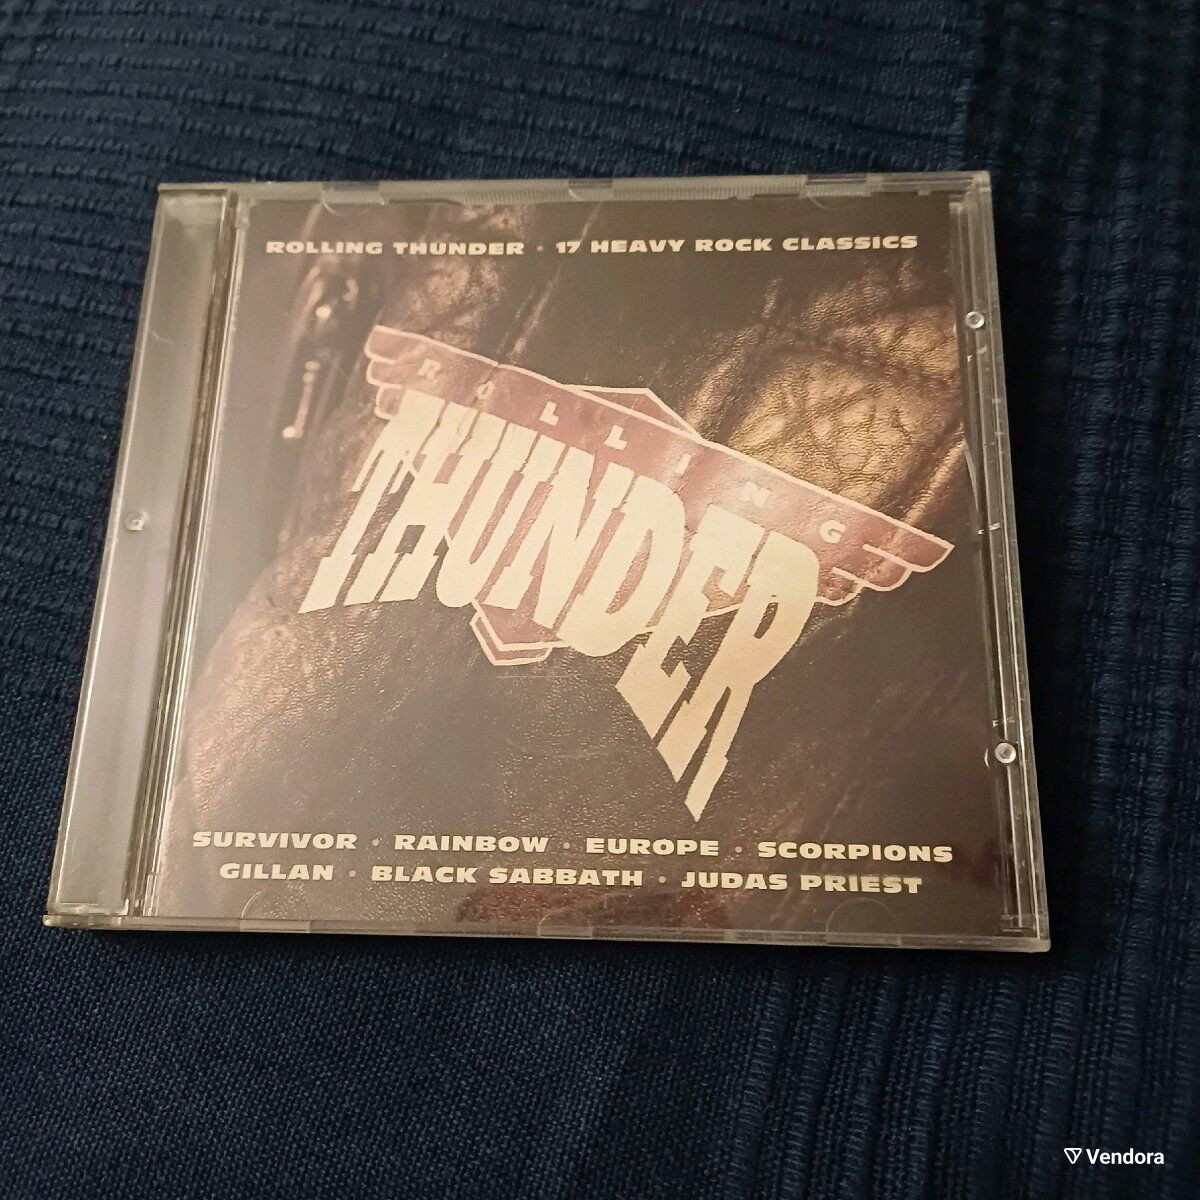 ROLLING THUNDER · 17 HEAVY ROCK CLASSICS
ROLLING
THUNDER
SURVIVOR · RAINBOW · EUROPE · SCORPIONS
GILLAN · BLACK SABBATH · JUDAS PRIEST
Vendora